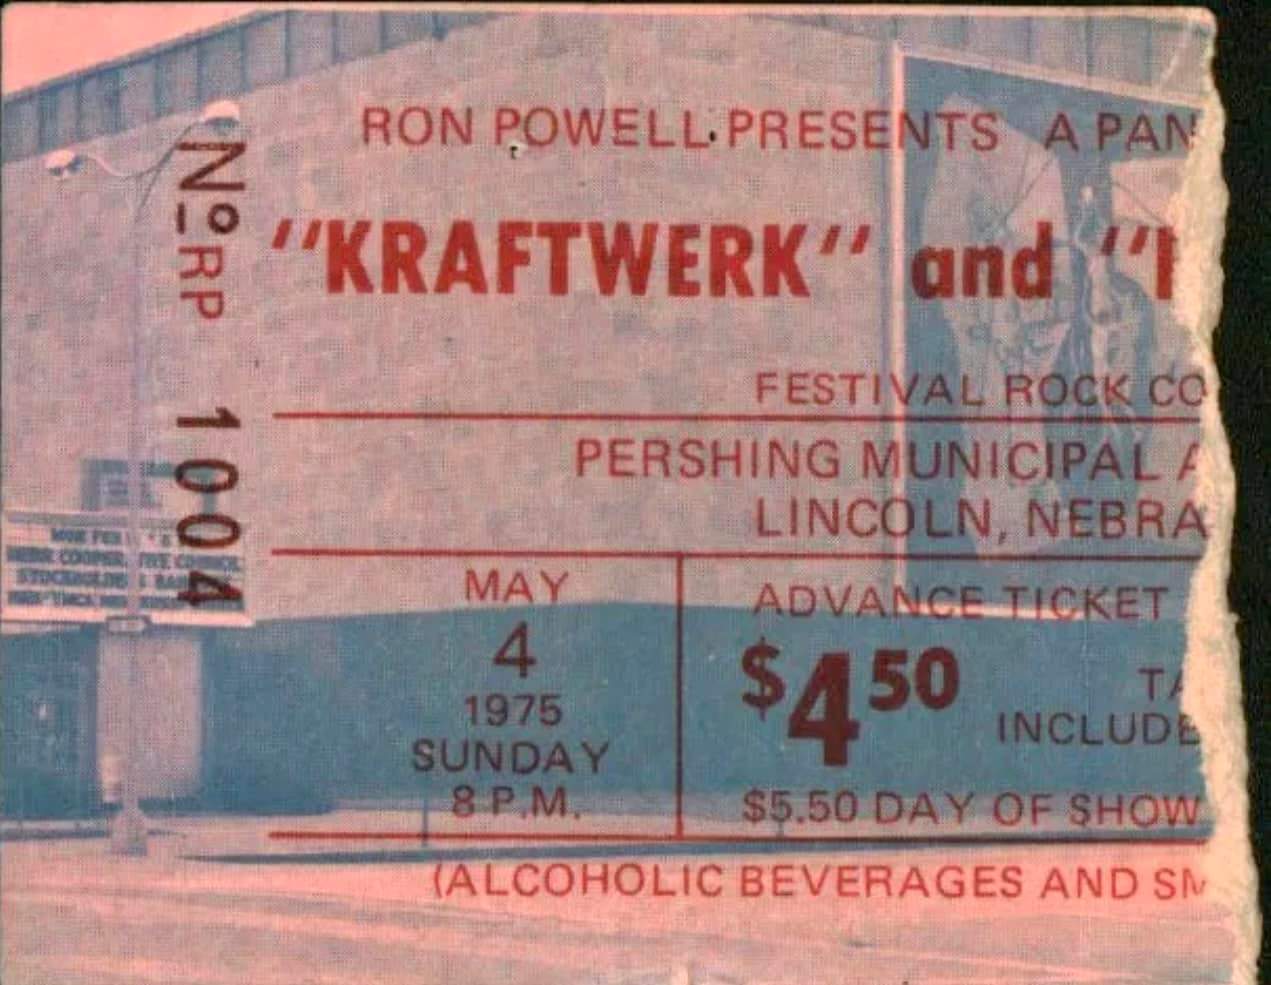 RON POWELL PRESENTS A PAN
"KRAFTWERK" and "
FESTIVAL ROCK CO
PERSHING MUNICIPAL A
LINCOLN, NEBRA
MAY
4
1975
SUNDAY
8 P.M.
ADVANCE TICKET
$4 50
TA
INCLUDE
$5.50 DAY OF SHOW
(ALCOHOLIC BEVERAGES AND SM
Nº RP 1004